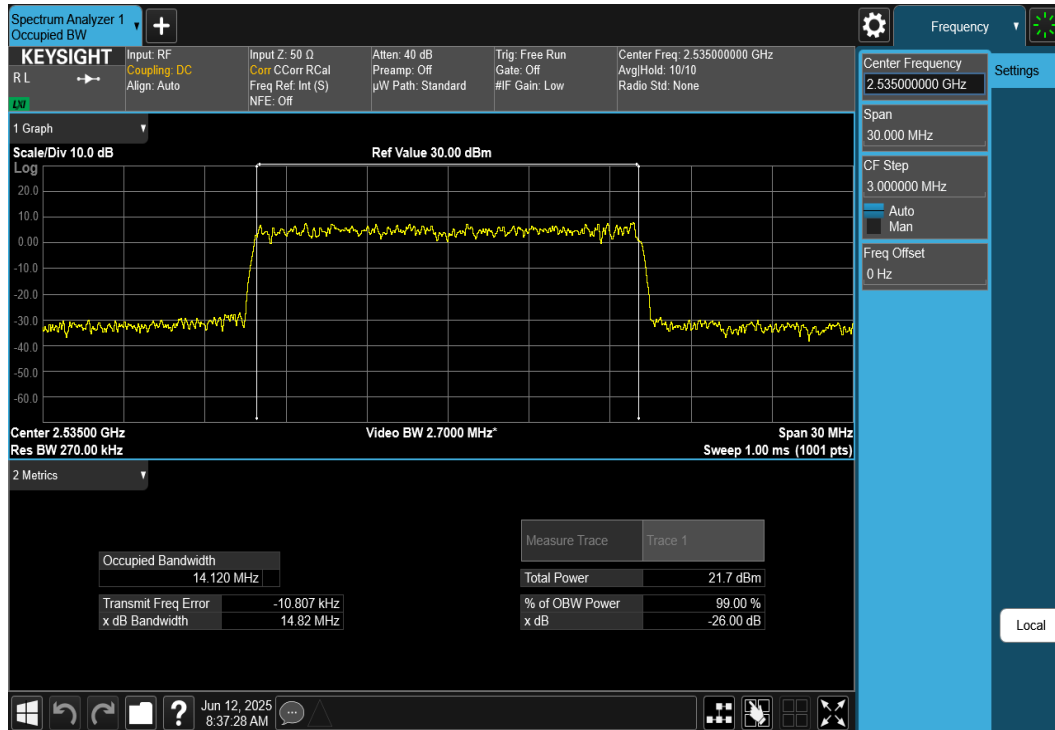 Spectrum Analyzer 1
Occupied BW
Frequency
KEYSIGHT
R L
LXI
Input: RF
Coupling: DC
Align: Auto
Input Z: 50 Ω
Corr CCorr RCal
Freq Ref: Int (S)
NFE: Off
Atten: 40 dB
Preamp: Off
µW Path: Standard
Trig: Free Run
Gate: Off
#IF Gain: Low
Center Freq: 2.535000000 GHz
Avg|Hold: 10/10
Radio Std: None
Center Frequency
2.535000000 GHz
Settings
Span
30.000 MHz
CF Step
3.000000 MHz
Auto
Man
Freq Offset
0 Hz
Local
1 Graph
Scale/Div 10.0 dB
Ref Value 30.00 dBm
Log
20.0
10.0
0.00
-10.0
-20.0
-30.0
-40.0
-50.0
-60.0
Center 2.53500 GHz
Video BW 2.7000 MHz*
Span 30 MHz
Res BW 270.00 kHz
Sweep 1.00 ms (1001 pts)
2 Metrics
Measure Trace
Trace 1
Occupied Bandwidth
14.120 MHz
Total Power 21.7 dBm
Transmit Freq Error -10.807 kHz
% of OBW Power 99.00 %
x dB Bandwidth 14.82 MHz
x dB -26.00 dB
?
Jun 12, 2025
8:37:28 AM